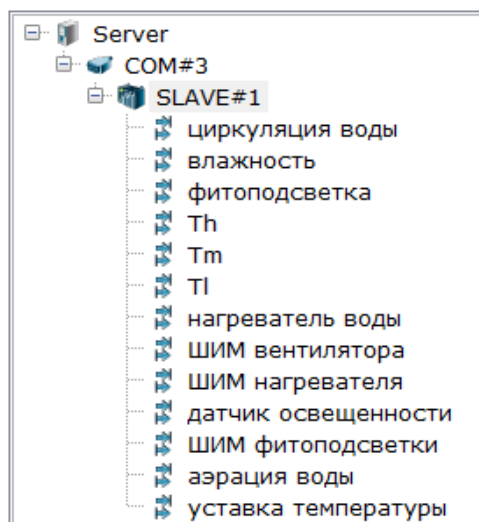 Server
COM#3
SLAVE#1
циркуляция воды
влажность
фитоподсветка
Th
Tm
Tl
нагреватель воды
ШИМ вентилятора
ШИМ нагревателя
датчик освещенности
ШИМ фитоподсветки
аэрация воды
уставка температуры